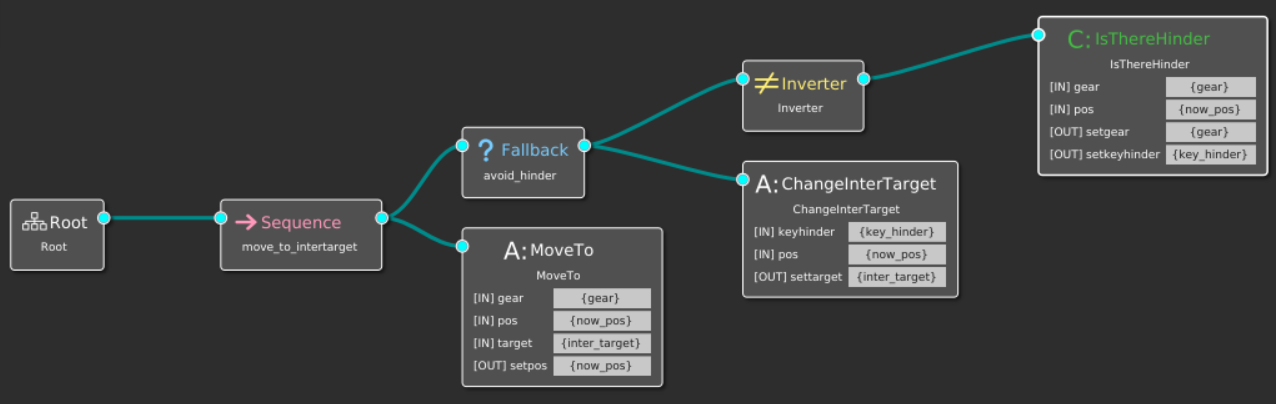 Root
Root
Sequence
move_to_intertarget
? Fallback
avoid_hinder
A: MoveTo
MoveTo
[IN] gear {gear}
[IN] pos {now_pos}
[IN] target {inter_target}
[OUT] setpos {now_pos}
≠ Inverter
Inverter
A: ChangeInterTarget
ChangeInterTarget
[IN] keyhinder {key_hinder}
[IN] pos {now_pos}
[OUT] settarget {inter_target}
C: IsThereHinder
IsThereHinder
[IN] gear {gear}
[IN] pos {now_pos}
[OUT] setgear {gear}
[OUT] setkeyhinder {key_hinder}